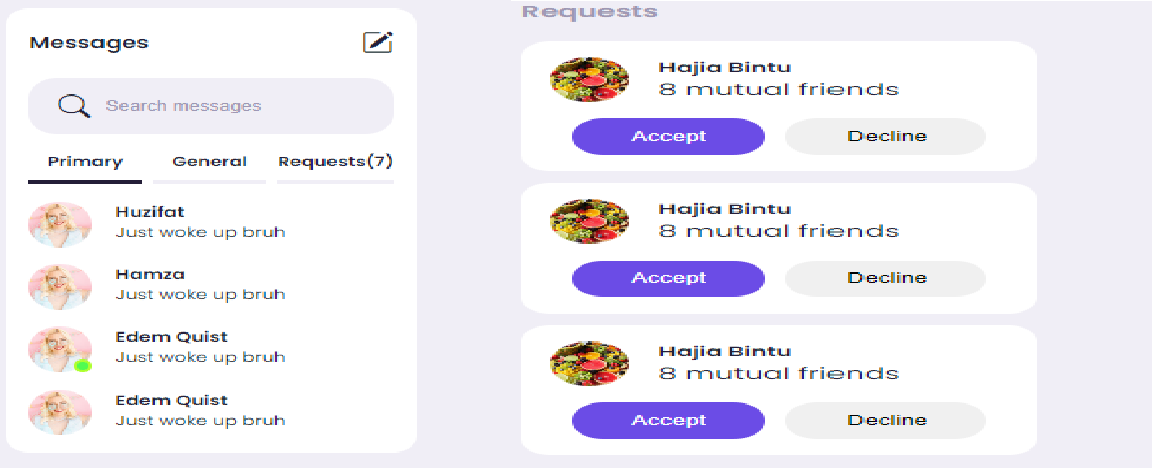 Messages
Search messages
Primary General Requests(7)
Huzifat
Just woke up bruh
Hamza
Just woke up bruh
Edem Quist
Just woke up bruh
Edem Quist
Just woke up bruh
Requests
Hajia Bintu
8 mutual friends
Accept Decline
Hajia Bintu
8 mutual friends
Accept Decline
Hajia Bintu
8 mutual friends
Accept Decline